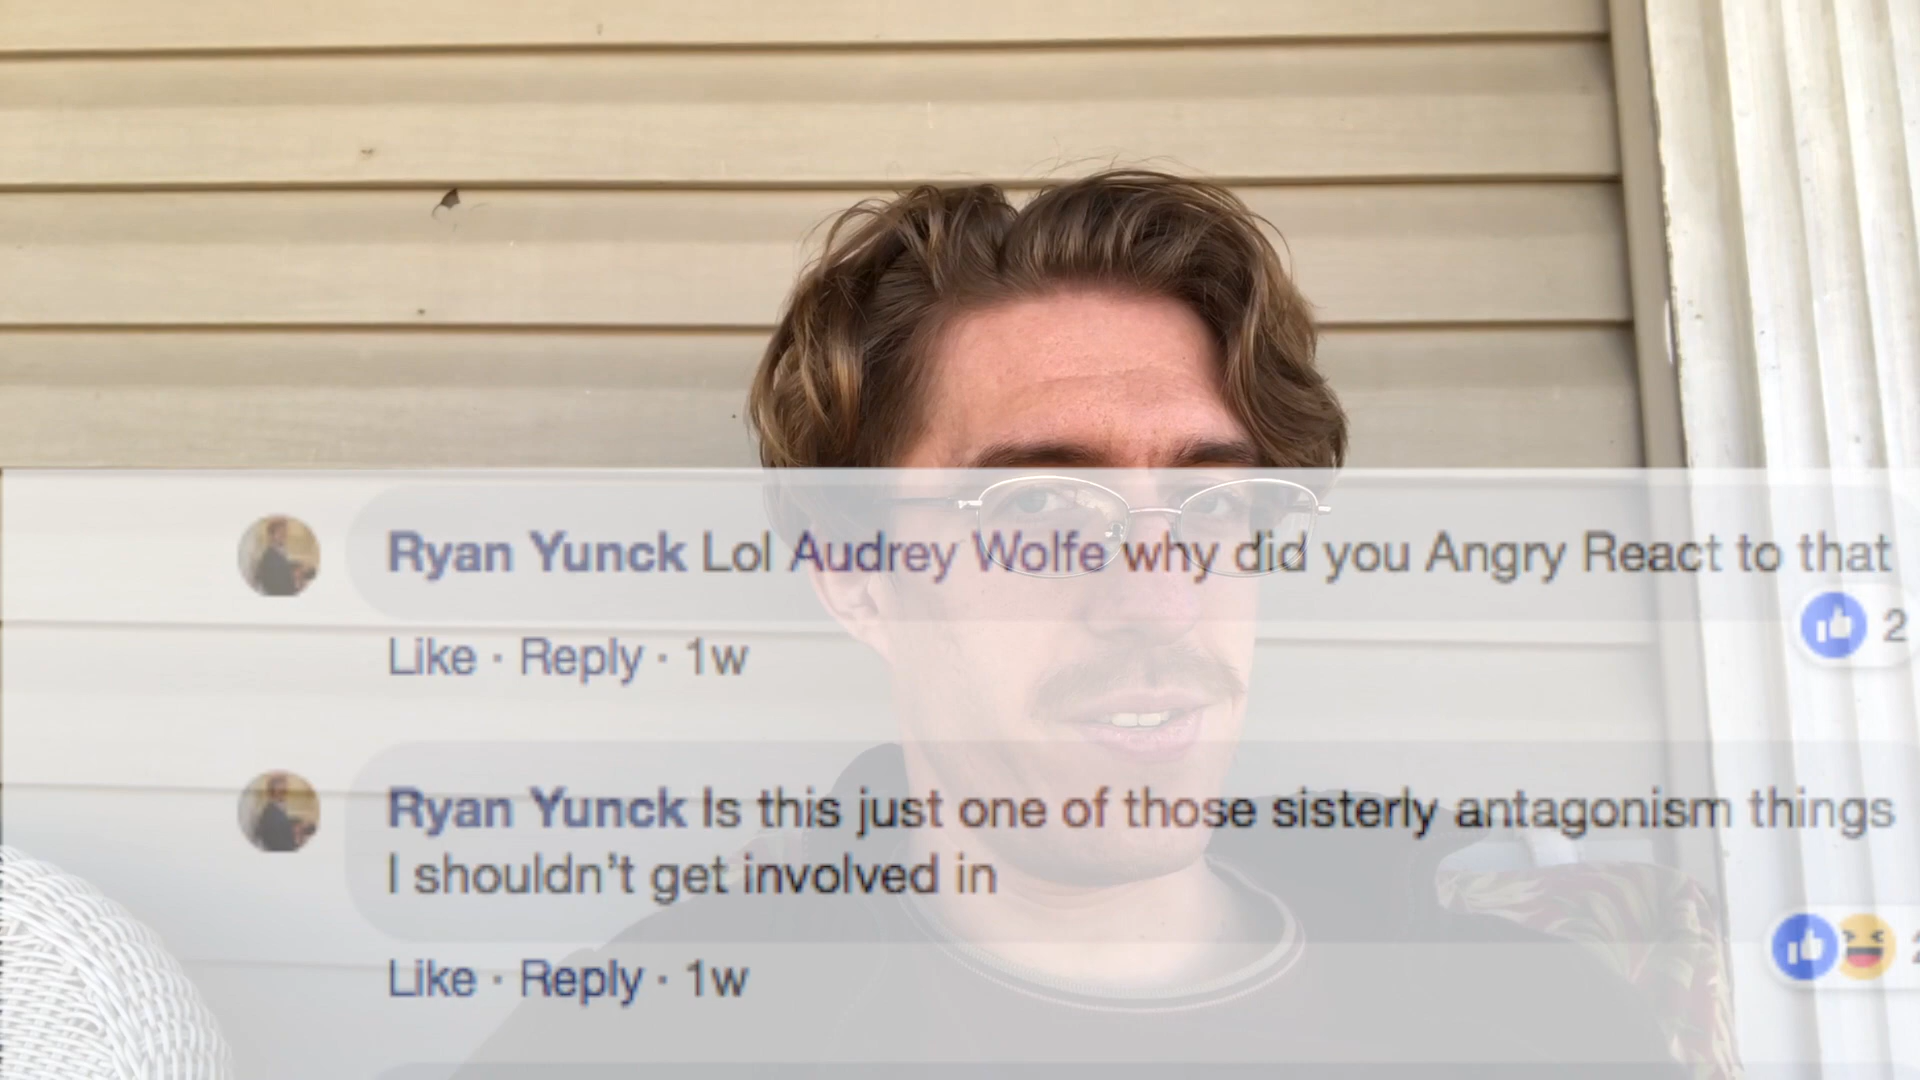 Ryan Yunck Lol Audrey Wolfe why did you Angry React to that
2
Like · Reply · 1w
Ryan Yunck Is this just one of those sisterly antagonism things
I shouldn't get involved in
Like · Reply · 1w